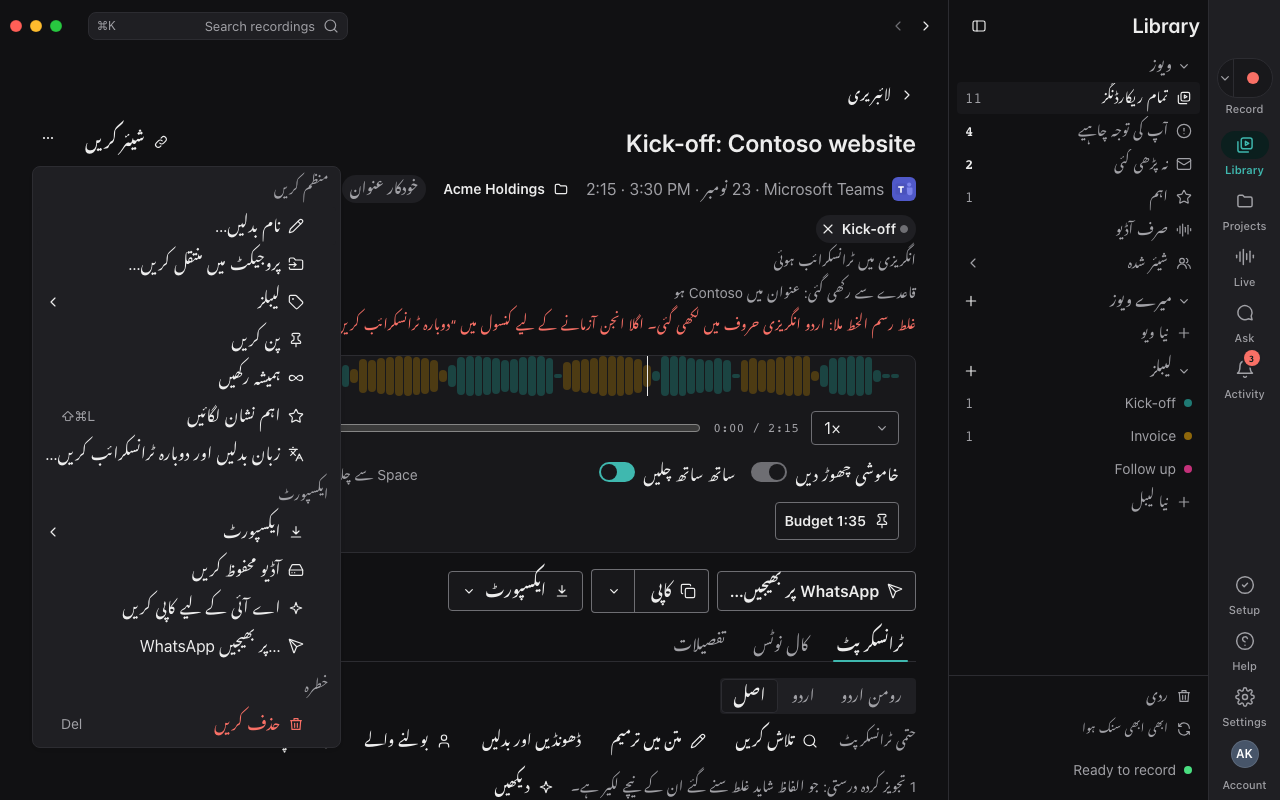 Library
Search recordings
⌘K
ویوز
تمام ریکارڈنگز
11
آپ کی توجہ چاہیے
4
نہ پڑھی گئی
2
اہم
1
صرف آڈیو
شیئر شدہ
میرے ویوز
نیا ویو
لیبلز
Kick-off
1
Invoice
1
Follow up
نیا لیبل
ردی
ابھی ابھی سنک ہوا
Ready to record
Record
Library
Projects
Live
Ask
3
Activity
Setup
Help
Settings
AK
Account
لائبریری
Kick-off: Contoso website
شیئر کریں
...
Microsoft Teams · 23 نومبر · 3:30 PM · 2:15
Acme Holdings
خودکار عنوان
Kick-off
انگریزی میں ٹرانسکرائب ہوئی
قاعدے سے رکھی گئی: عنوان میں Contoso ہو
غلط رسم الخط ملا: اردو انگریزی حروف میں لکھی گئی۔ اگلا انجن آزمانے کے لیے کنسول میں "دوبارہ ٹرانسکرائب کریں
1×
0:00 / 2:15
خاموشی چھوڑ دیں
ساتھ ساتھ چلیں
Space سے
Budget 1:35
WhatsApp پر بھیجیں...
کاپی
ایکسپورٹ
ٹرانسکرپٹ
کال نوٹس
تفصیلات
رومن اردو
اردو
اصل
حتمی ٹرانسکرپٹ
تلاش کریں
متن میں ترمیم
ڈھونڈیں اور بدلیں
بولنے والے
1 تجویز کردہ درستی: جو الفاظ شاید غلط سنے گئے ان کے نیچے لکیر ہے۔
دیکھیں
منظم کریں
نام بدلیں...
پروجیکٹ میں منتقل کریں...
لیبلز
پن کریں
ہمیشہ رکھیں
اہم نشان لگائیں
⇧⌘L
زبان بدلیں اور دوبارہ ٹرانسکرائب کریں...
ایکسپورٹ
ایکسپورٹ
آڈیو محفوظ کریں
اے آئی کے لیے کاپی کریں
WhatsApp پر بھیجیں...
خطرہ
حذف کریں
Del